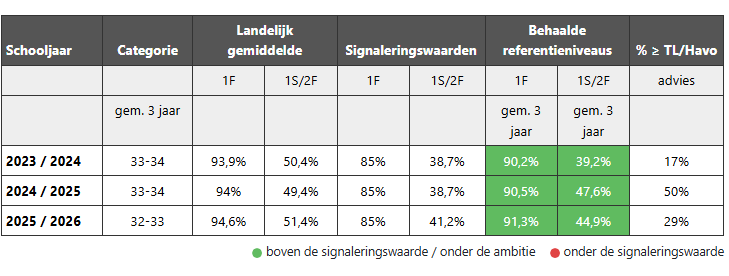 Schooljaar Categorie Landelijk gemiddelde Signaleringswaarden Behaalde referentieniveaus % ≥ TL/Havo
1F 1S/2F 1F 1S/2F 1F 1S/2F advies
gem. 3 jaar gem. 3 jaar gem. 3 jaar
2023 / 2024 33-34 93,9% 50,4% 85% 38,7% 90,2% 39,2% 17%
2024 / 2025 33-34 94% 49,4% 85% 38,7% 90,5% 47,6% 50%
2025 / 2026 32-33 94,6% 51,4% 85% 41,2% 91,3% 44,9% 29%
boven de signaleringswaarde / onder de ambitie onder de signaleringswaarde